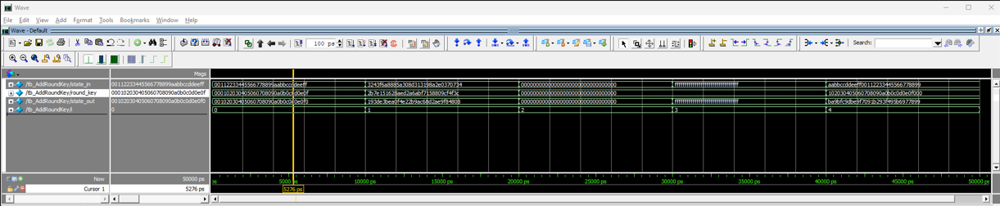 Wave
File Edit View Add Format Tools Bookmarks Window Help
Wave - Default
100 ps Search:
Msgs
/tb_AddRoundKey/state_in 00112233445566778899aabbccddeeff 00112233445566778899aabbccddeeff 3243f6a8885a308d313198a2e0370734 00000000000000000000000000000000 ffffffffffffffffffffffffffffffff aabbccddeeff00112233445566778899
/tb_AddRoundKey/round_key 000102030405060708090a0b0c0d0e0f 000102030405060708090a0b0c0d0e0f 2b7e151628aed2a6abf7158809cf4f3c 00000000000000000000000000000000 102030405060708090a0b0c0d0e0f000
/tb_AddRoundKey/state_out 00102030405060708090a0b0c0d0e0f0 00102030405060708090a0b0c0d0e0f0 193de3bea0f4e22b9ac68d2ae9f84808 00000000000000000000000000000000 ffffffffffffffffffffffffffffffff ba9bfc9dbe9f7091b293f495b6977899
/tb_AddRoundKey/i 0 0 1 2 3 4
Now 50000 ps ps 5000 ps 10000 ps 15000 ps 20000 ps 25000 ps 30000 ps 35000 ps 40000 ps 45000 ps 50000 ps
Cursor 1 5276 ps 5276 ps